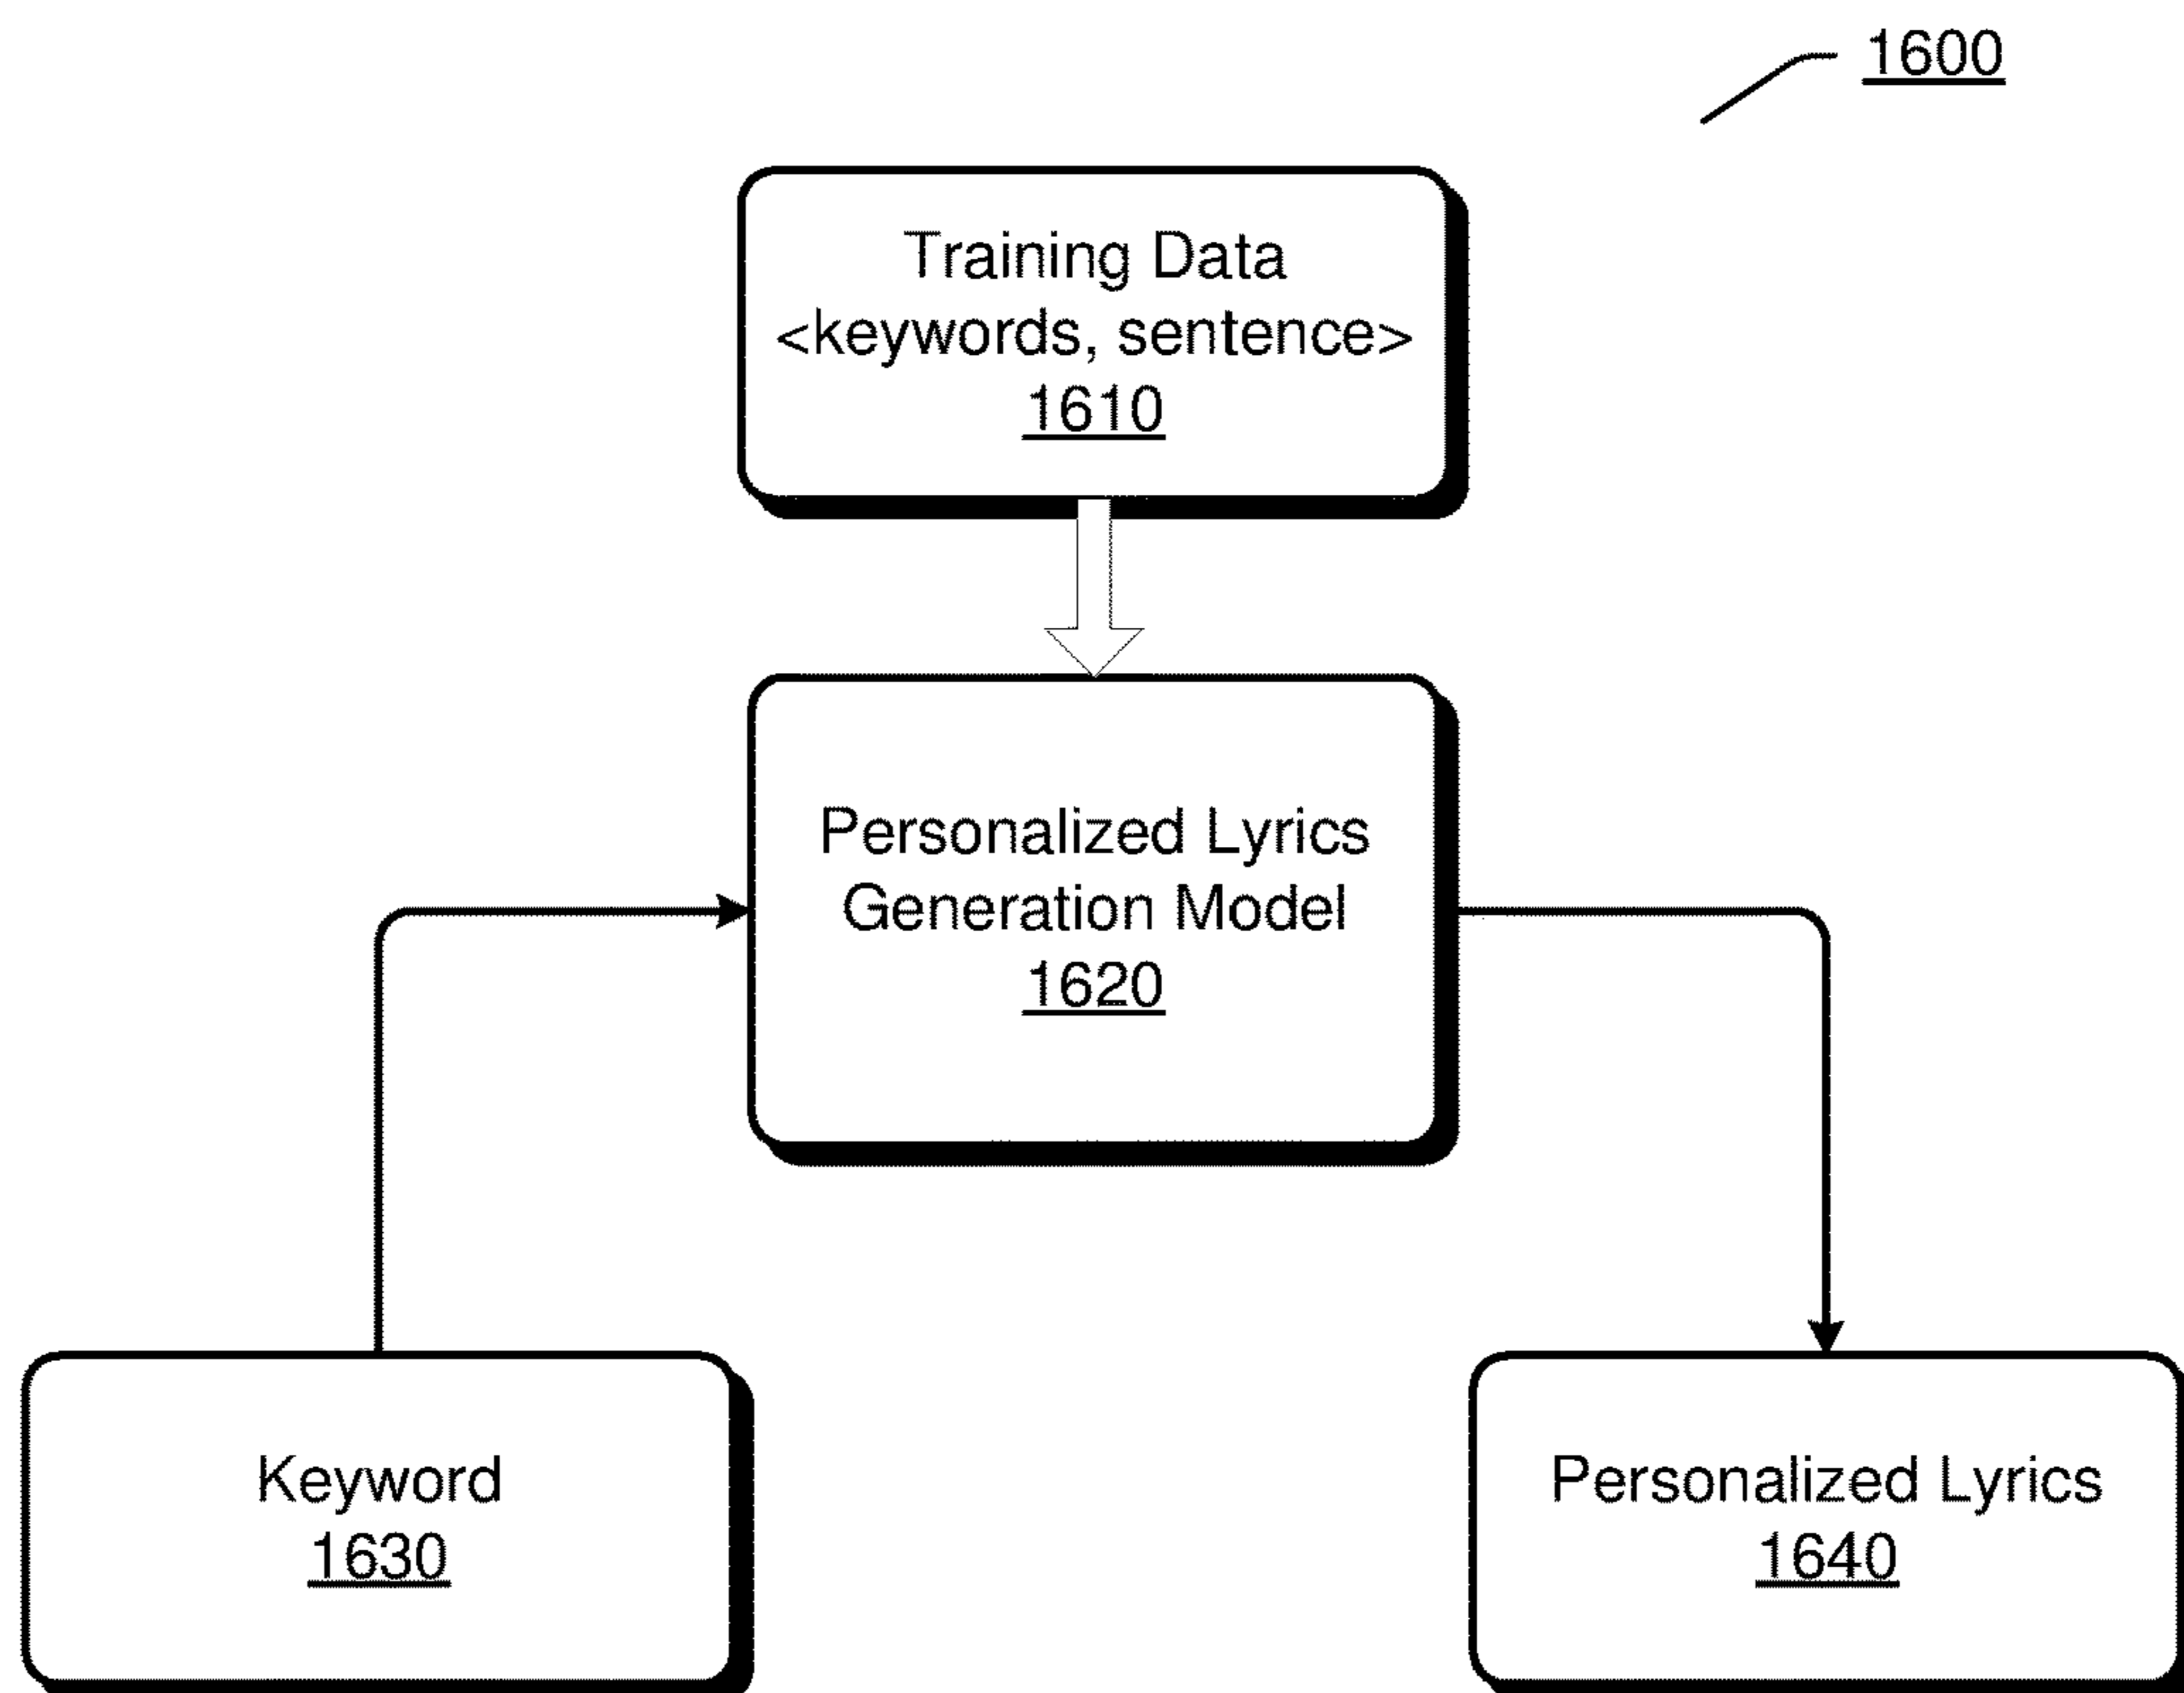 1600
Training Data
<keywords, sentence>
1610
Personalized Lyrics
Generation Model
1620
Keyword
1630
Personalized Lyrics
1640